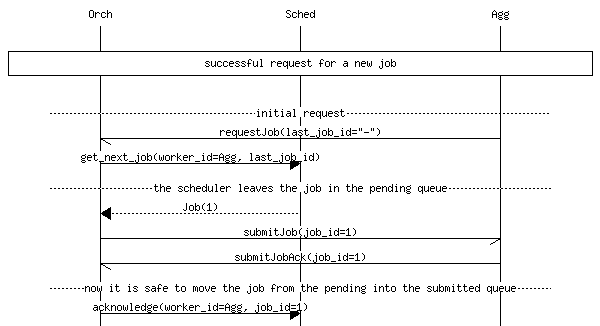 Orch Sched Agg
successful request for a new job
initial request
requestJob(last_job_id="-")
get_next_job(worker_id=Agg, last_job_id)
the scheduler leaves the job in the pending queue
Job(1)
submitJob(job_id=1)
submitJobAck(job_id=1)
now it is safe to move the job from the pending into the submitted queue
acknowledge(worker_id=Agg, job_id=1)